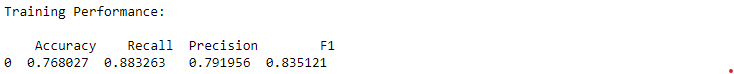 Training Performance:
Accuracy Recall Precision F1
0 0.768027 0.883263 0.791956 0.835121